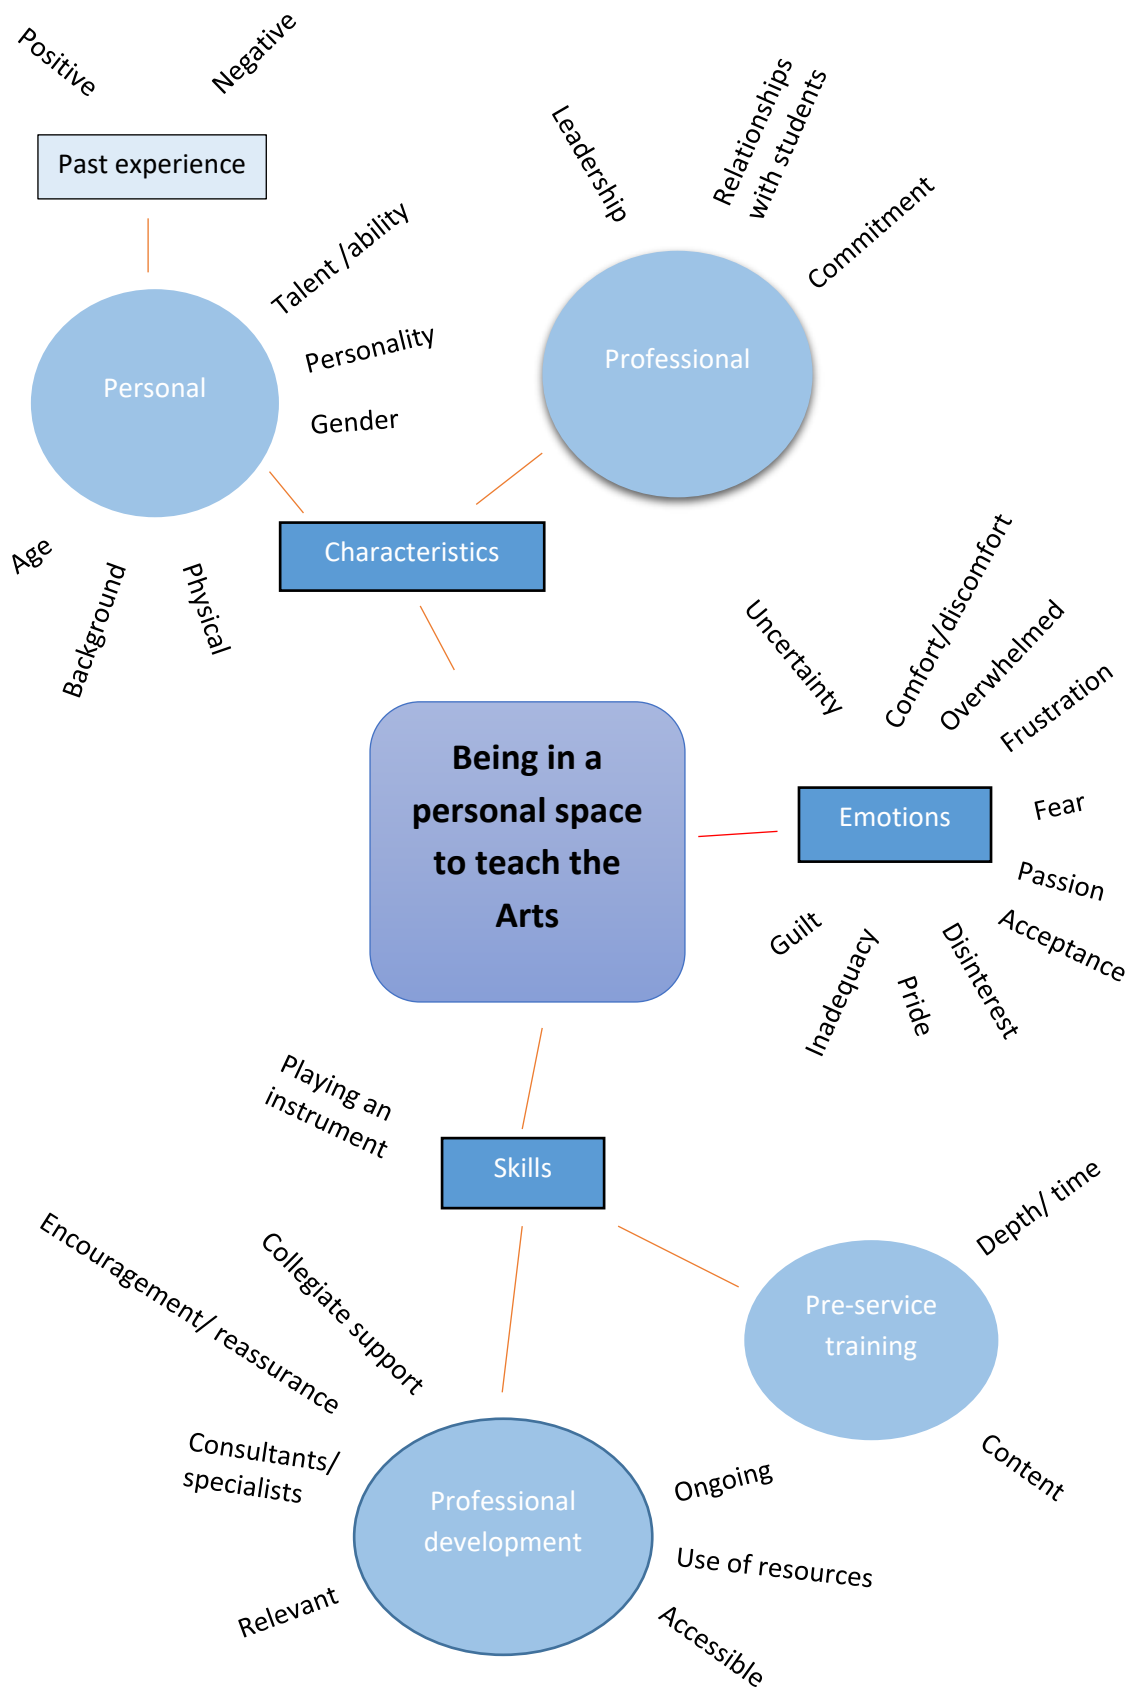 Positive
Negative
Past experience
Talent /ability
Personality
Gender
Personal
Age
Background
Physical
Leadership
Relationships
with students
Commitment
Professional
Characteristics
Being in a
personal space
to teach the
Arts
Uncertainty
Comfort/discomfort
Overwhelmed
Frustration
Emotions
Fear
Passion
Acceptance
Disinterest
Pride
Inadequacy
Guilt
Playing an
instrument
Skills
Depth/ time
Pre-service
training
Content
Encouragement/ reassurance
Collegiate support
Consultants/
specialists
Professional
development
Relevant
Ongoing
Use of resources
Accessible